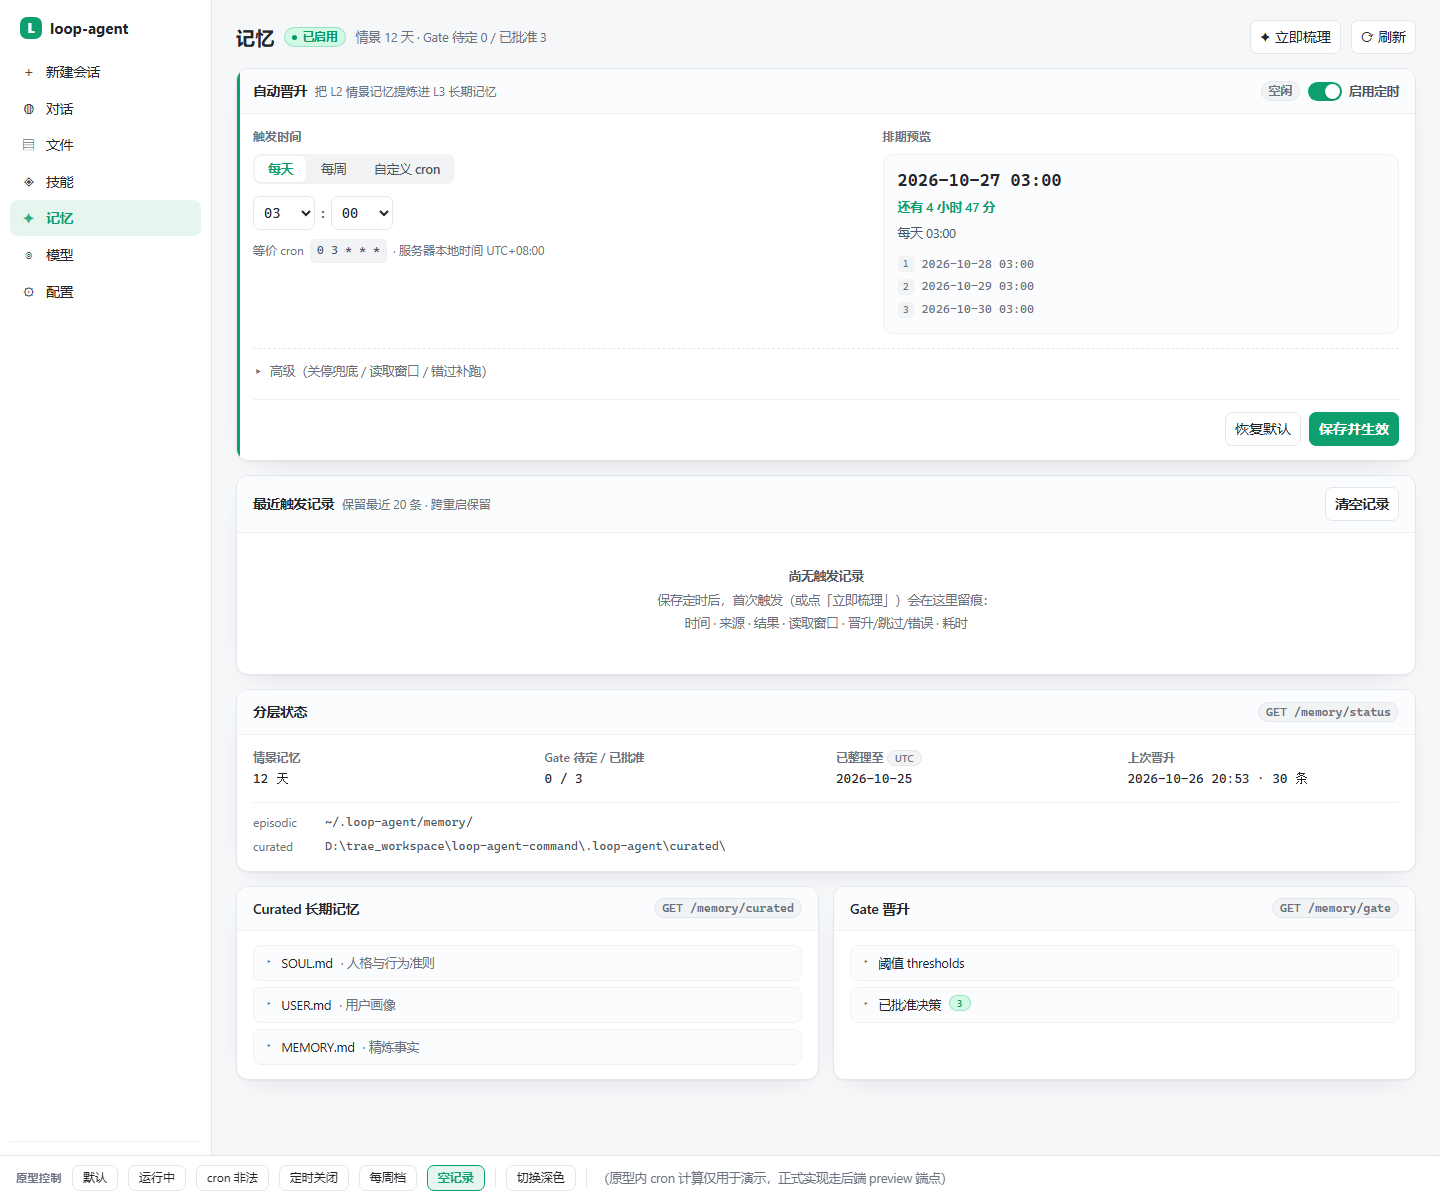 L loop-agent
+ 新建会话
对话
文件
技能
记忆
模型
配置
记忆 已启用 情景 12 天 · Gate 待定 0 / 已批准 3
立即梳理 刷新
自动晋升 把 L2 情景记忆提炼进 L3 长期记忆
空闲 启用定时
触发时间
每天 每周 自定义 cron
03 : 00
等价 cron 0 3 * * * · 服务器本地时间 UTC+08:00
排期预览
2026-10-27 03:00
还有 4 小时 47 分
每天 03:00
1 2026-10-28 03:00
2 2026-10-29 03:00
3 2026-10-30 03:00
高级（关停兜底 / 读取窗口 / 错过补跑）
恢复默认 保存并生效
最近触发记录 保留最近 20 条 · 跨重启保留
清空记录
尚无触发记录
保存定时后，首次触发（或点「立即梳理」）会在这里留痕：
时间 · 来源 · 结果 · 读取窗口 · 晋升/跳过/错误 · 耗时
分层状态 GET /memory/status
情景记忆 Gate 待定 / 已批准 已整理至 UTC 上次晋升
12 天 0 / 3 2026-10-25 2026-10-26 20:53 · 30 条
episodic ~/.loop-agent/memory/
curated D:\trae_workspace\loop-agent-command\.loop-agent\curated\
Curated 长期记忆 GET /memory/curated
SOUL.md · 人格与行为准则
USER.md · 用户画像
MEMORY.md · 精炼事实
Gate 晋升 GET /memory/gate
阈值 thresholds
已批准决策 3
原型控制 默认 运行中 cron 非法 定时关闭 每周档 空记录 切换深色 （原型内 cron 计算仅用于演示，正式实现走后端 preview 端点）